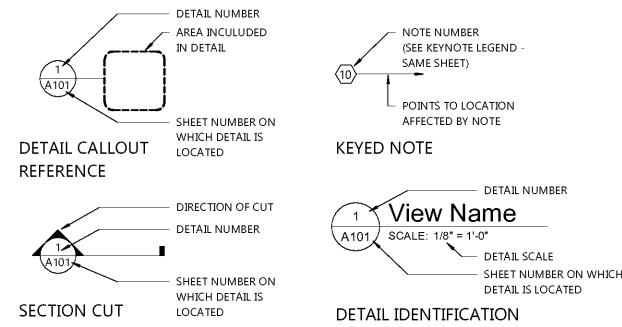 DETAIL NUMBER
AREA INCULUDED
IN DETAIL
1
A101
SHEET NUMBER ON
WHICH DETAIL IS
LOCATED
DETAIL CALLOUT
REFERENCE
NOTE NUMBER
(SEE KEYNOTE LEGEND -
SAME SHEET)
10
POINTS TO LOCATION
AFFECTED BY NOTE
KEYED NOTE
DIRECTION OF CUT
DETAIL NUMBER
1
A101
SHEET NUMBER ON
WHICH DETAIL IS
LOCATED
SECTION CUT
DETAIL NUMBER
1
View Name
A101
SCALE: 1/8" = 1'-0"
DETAIL SCALE
SHEET NUMBER ON WHICH
DETAIL IS LOCATED
DETAIL IDENTIFICATION